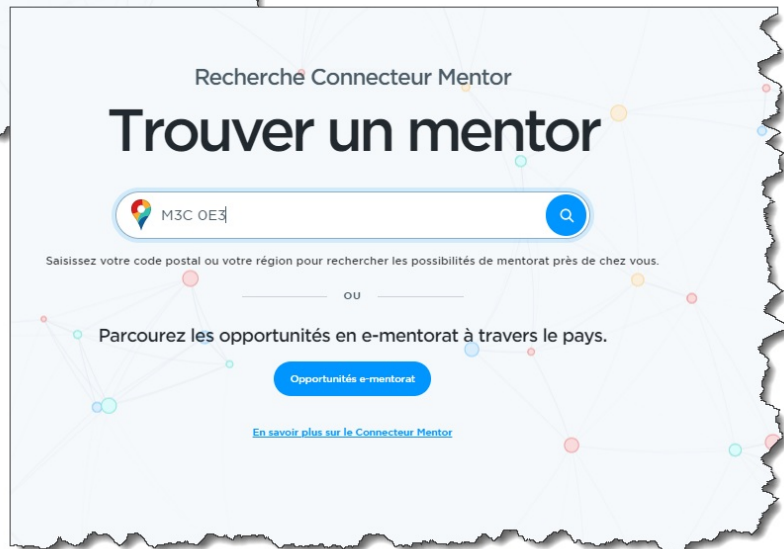 Recherche Connecteur Mentor
Trouver un mentor
M3C 0E3
Saisissez votre code postal ou votre région pour rechercher les possibilités de mentorat près de chez vous.
OU
Parcourez les opportunités en e-mentorat à travers le pays.
Opportunités e-mentorat
En savoir plus sur le Connecteur Mentor